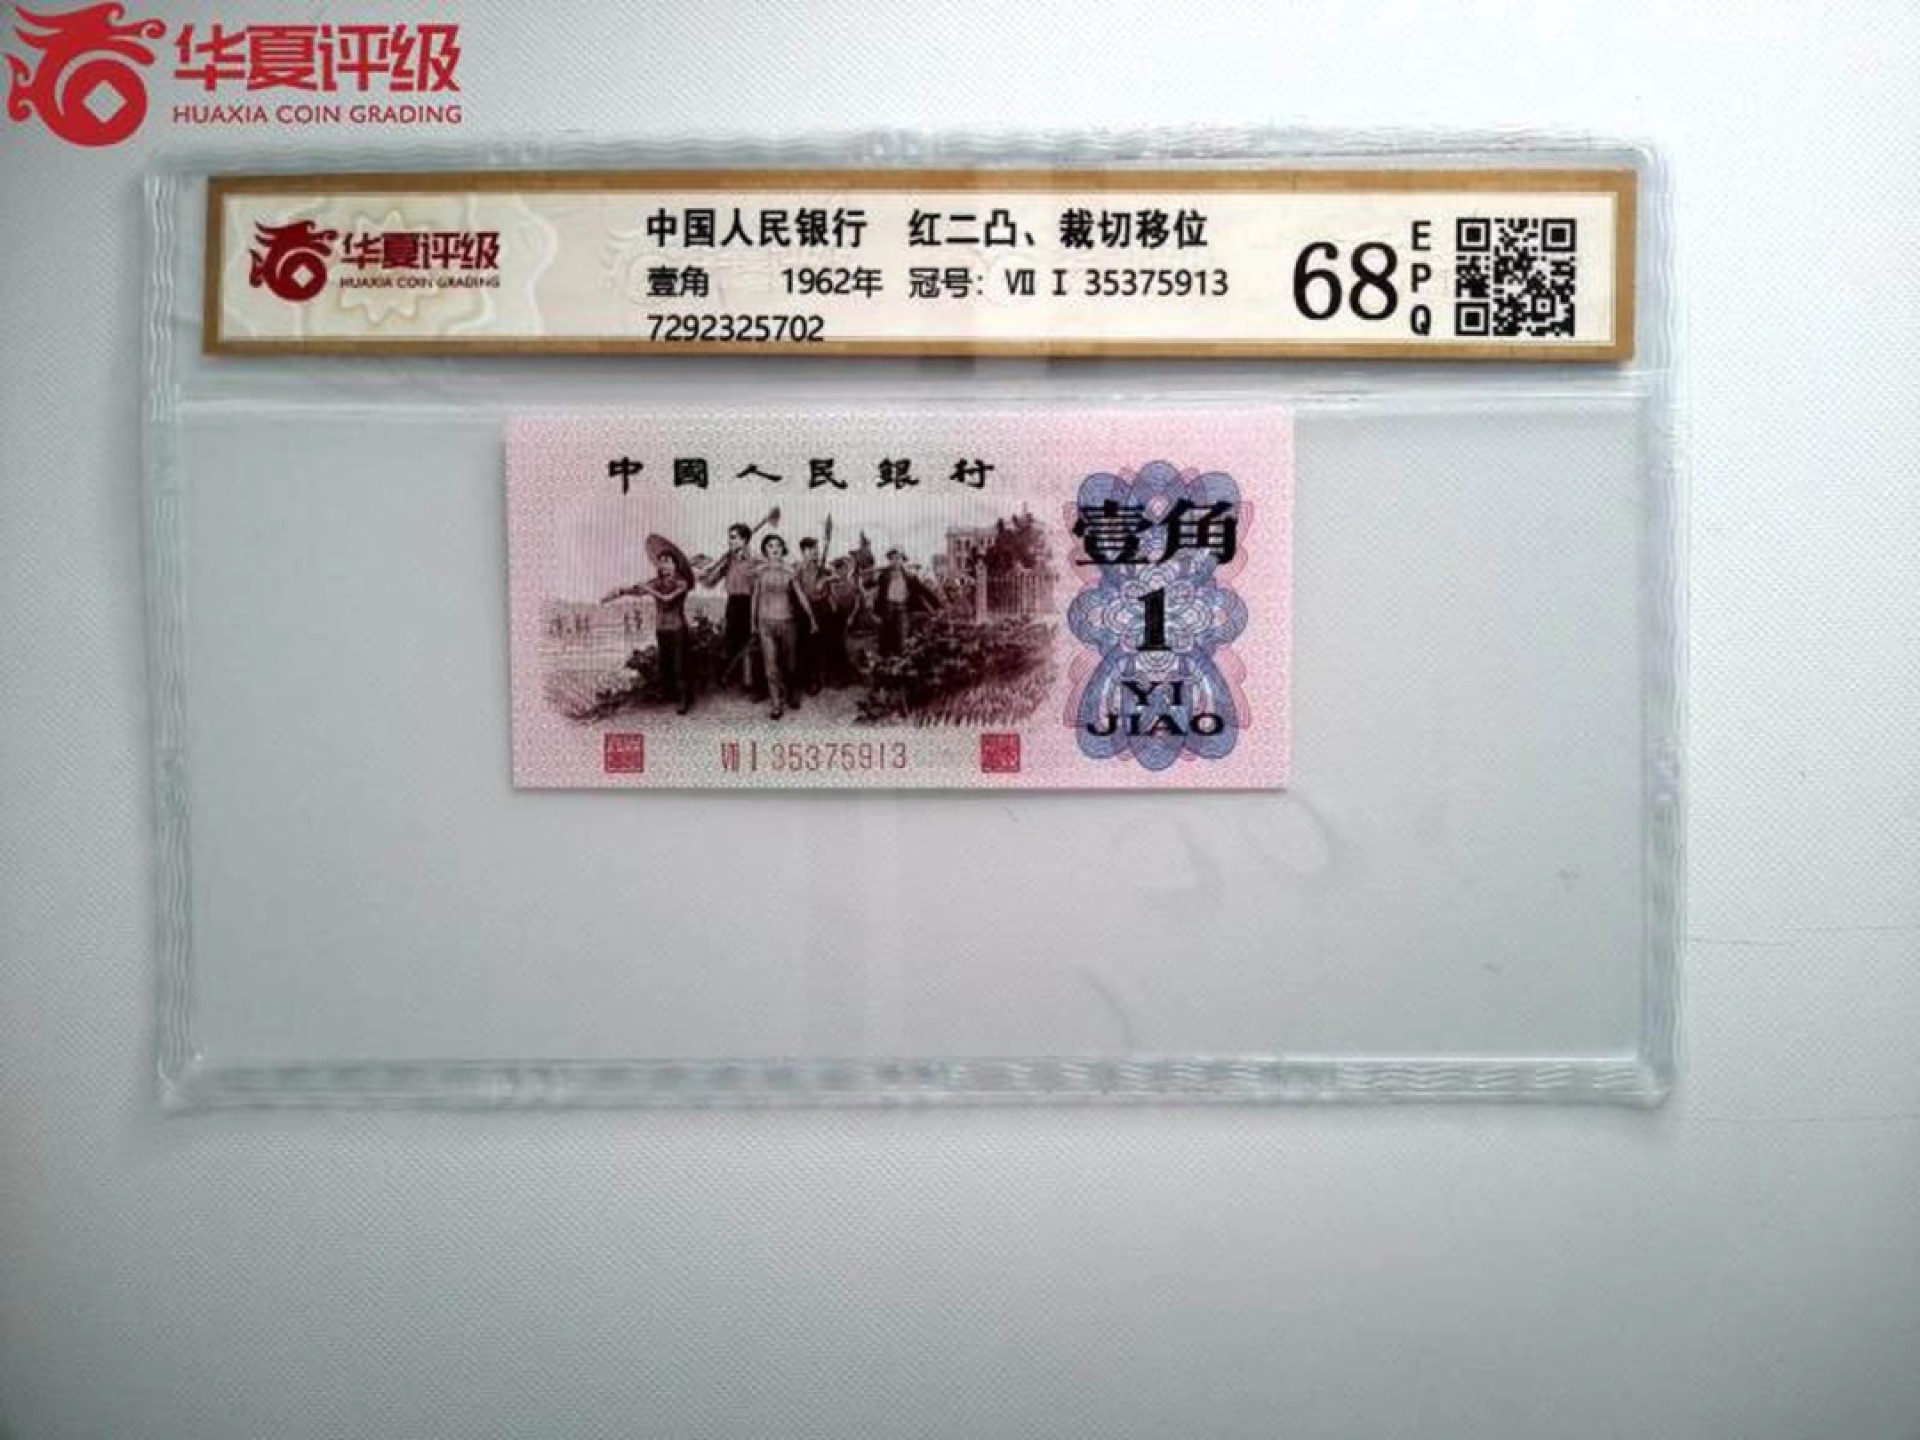 华夏评级
HUAXIA COIN GRADING
华夏评级
HUAXIA COIN GRADING
中国人民银行 红二凸、裁切移位
壹角 1962年 冠号: Ⅶ Ⅰ 35375913
7292325702
68
E
P
Q
中國人民銀行
壹角
1
YI
JIAO
Ⅶ Ⅰ 35375913